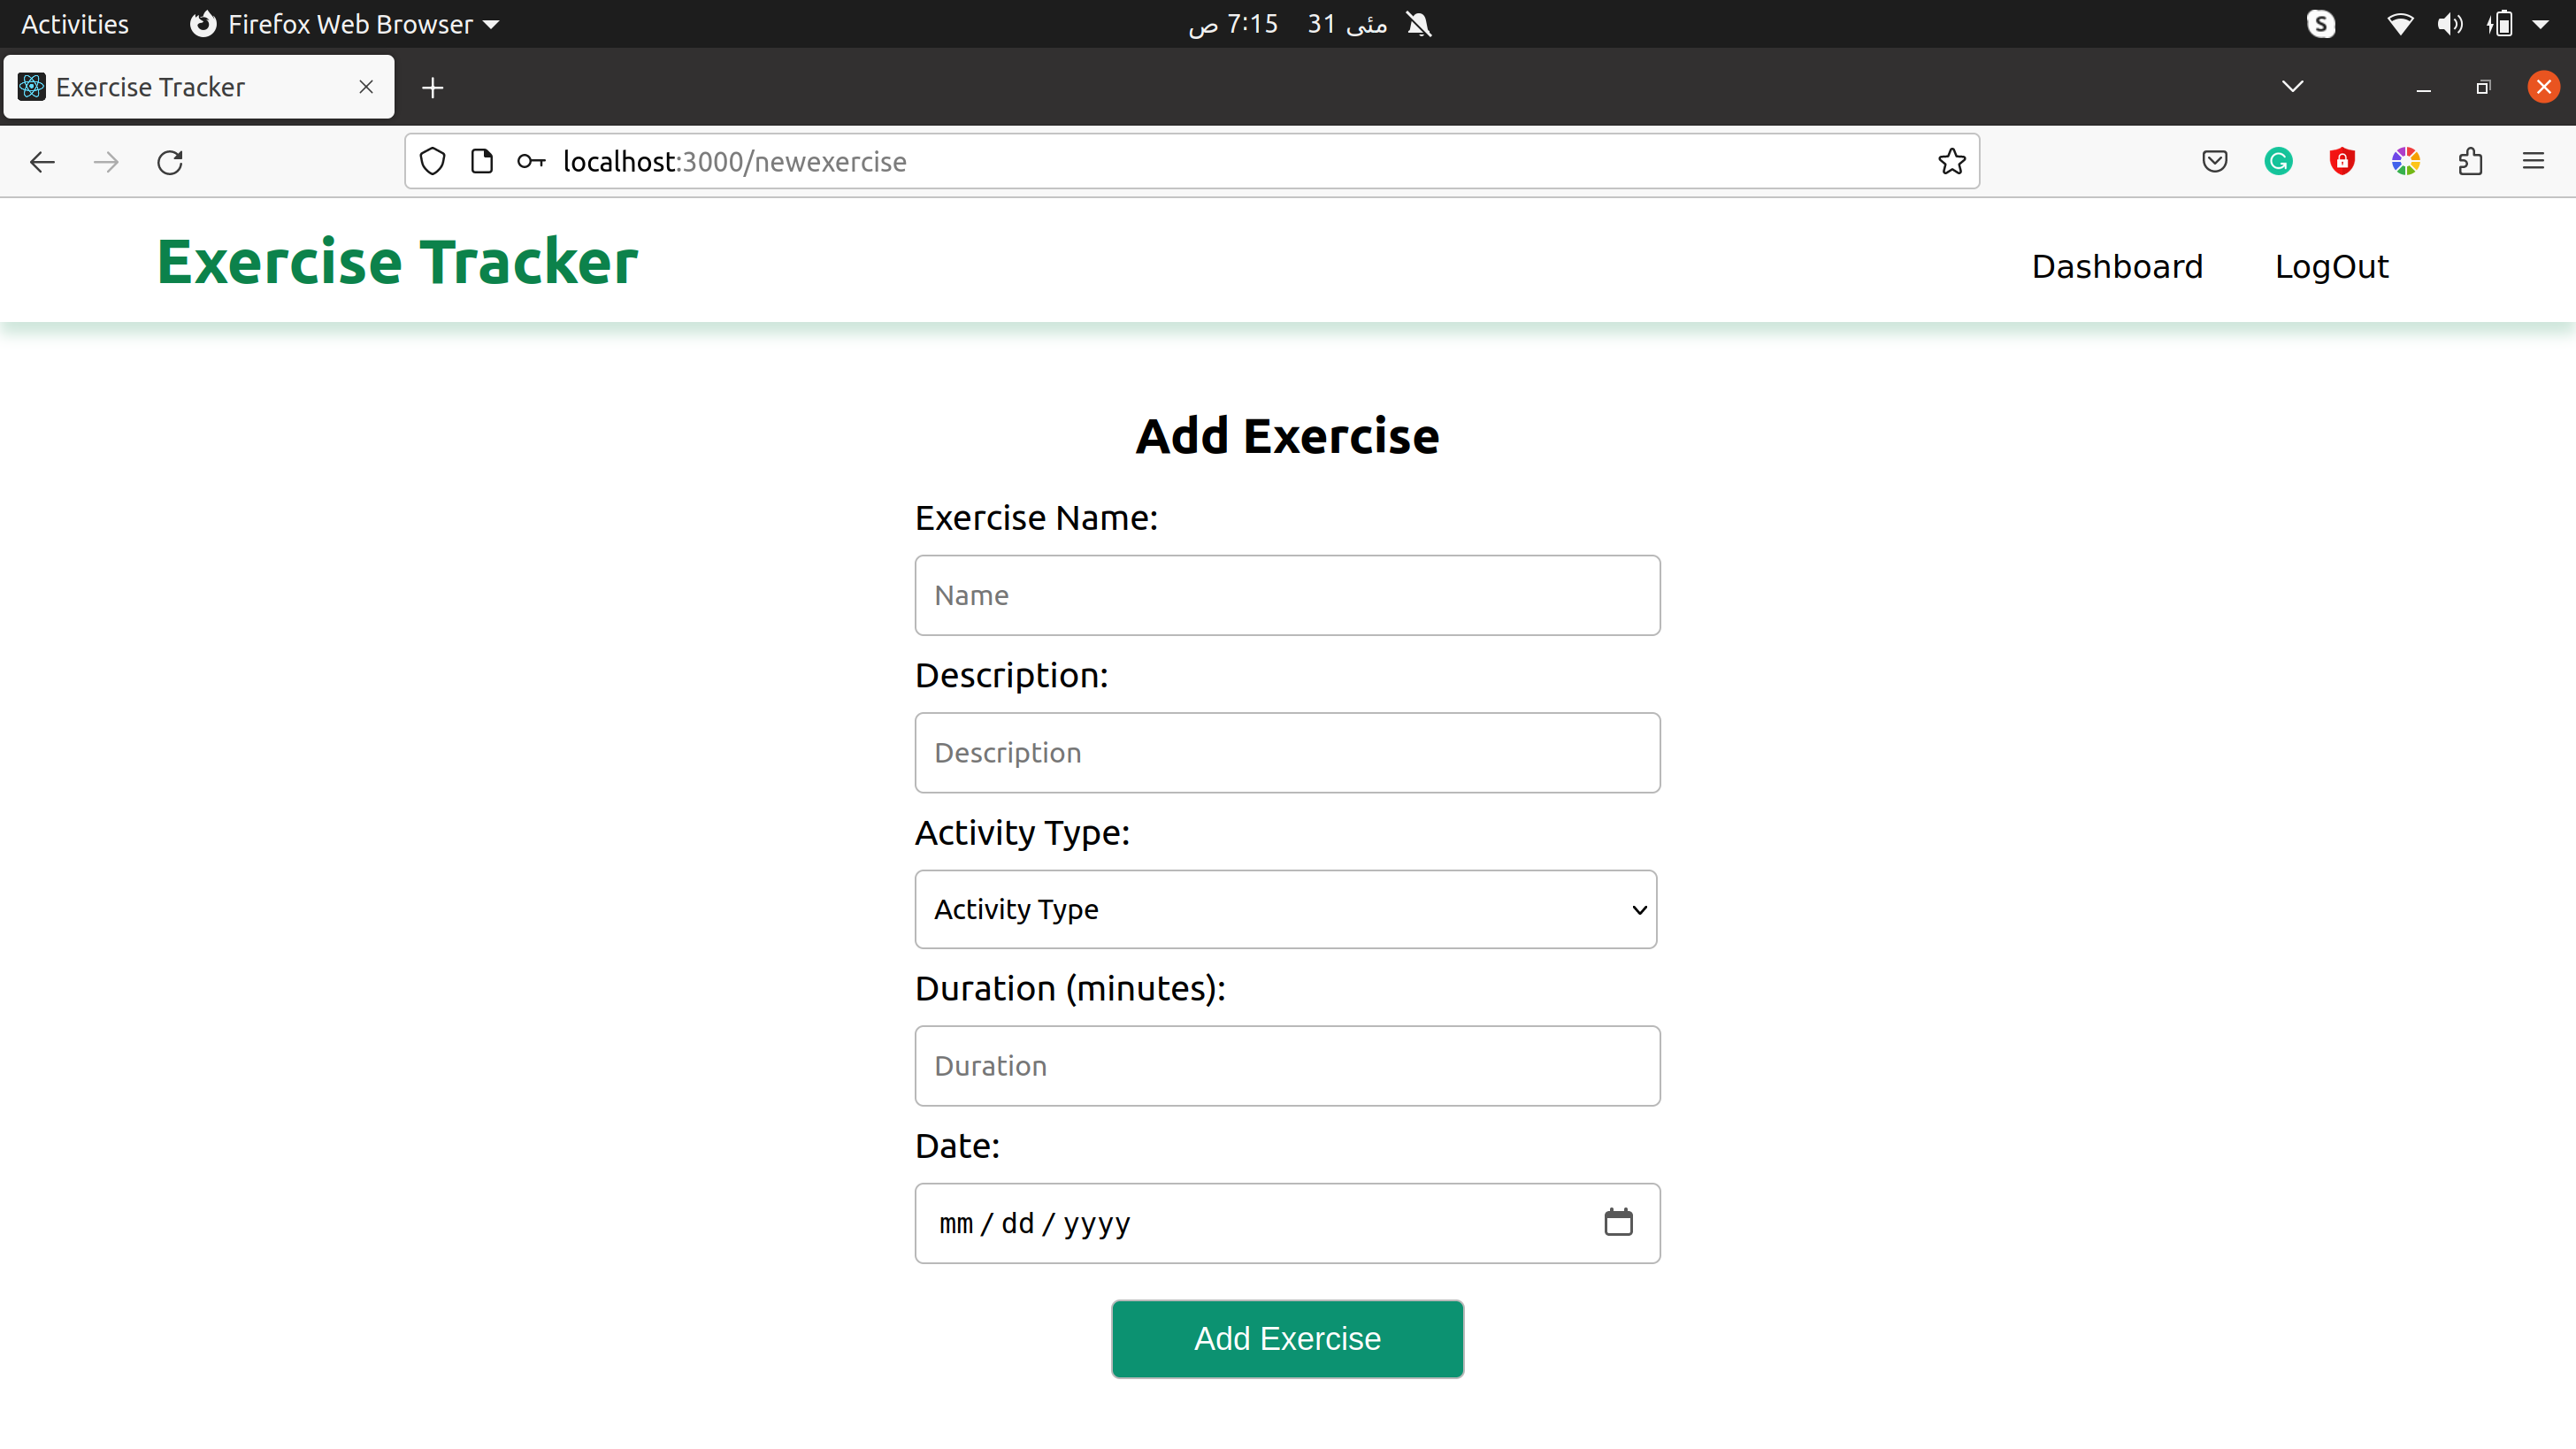 Activities Firefox Web Browser 31 مئی 7:15 ص
Exercise Tracker
localhost:3000/newexercise
Exercise Tracker Dashboard LogOut
Add Exercise
Exercise Name:
Name
Description:
Description
Activity Type:
Activity Type
Duration (minutes):
Duration
Date:
mm / dd / yyyy
Add Exercise